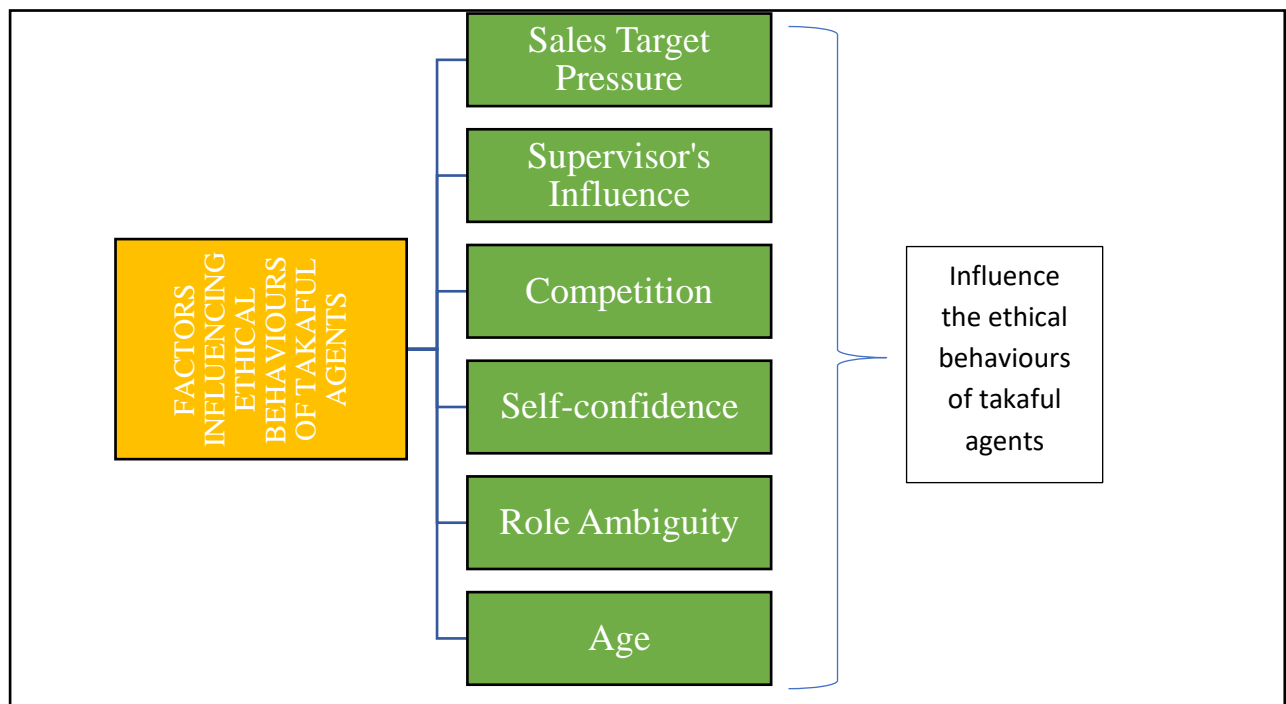 FACTORS
INFLUENCING
ETHICAL
BEHAVIOURS
OF TAKAFUL
AGENTS
Sales Target
Pressure
Supervisor's
Influence
Competition
Self-confidence
Role Ambiguity
Age
Influence
the ethical
behaviours
of takaful
agents